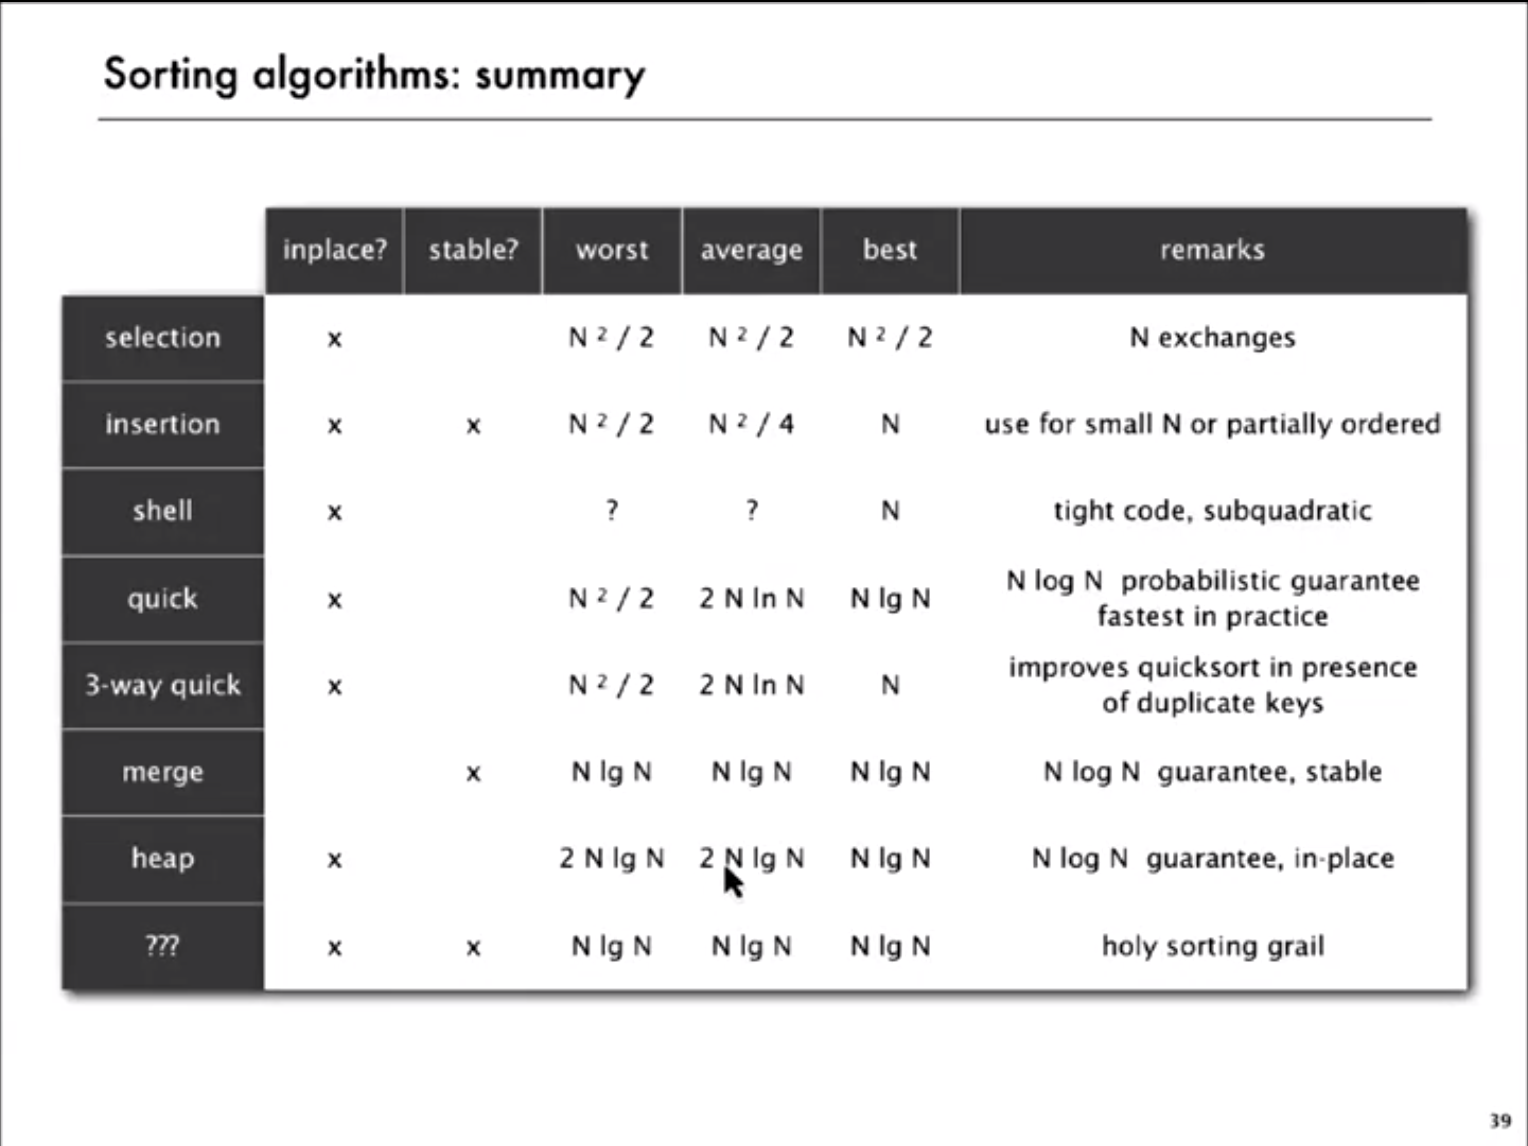 Sorting algorithms: summary
inplace? stable? worst average best remarks
selection x N ² / 2 N ² / 2 N ² / 2 N exchanges
insertion x x N ² / 2 N ² / 4 N use for small N or partially ordered
shell x ? ? N tight code, subquadratic
quick x N ² / 2 2 N ln N N lg N N log N probabilistic guarantee
fastest in practice
3-way quick x N ² / 2 2 N ln N N improves quicksort in presence
of duplicate keys
merge x N lg N N lg N N lg N N log N guarantee, stable
heap x 2 N lg N 2 N lg N N lg N N log N guarantee, in-place
??? x x N lg N N lg N N lg N holy sorting grail
39